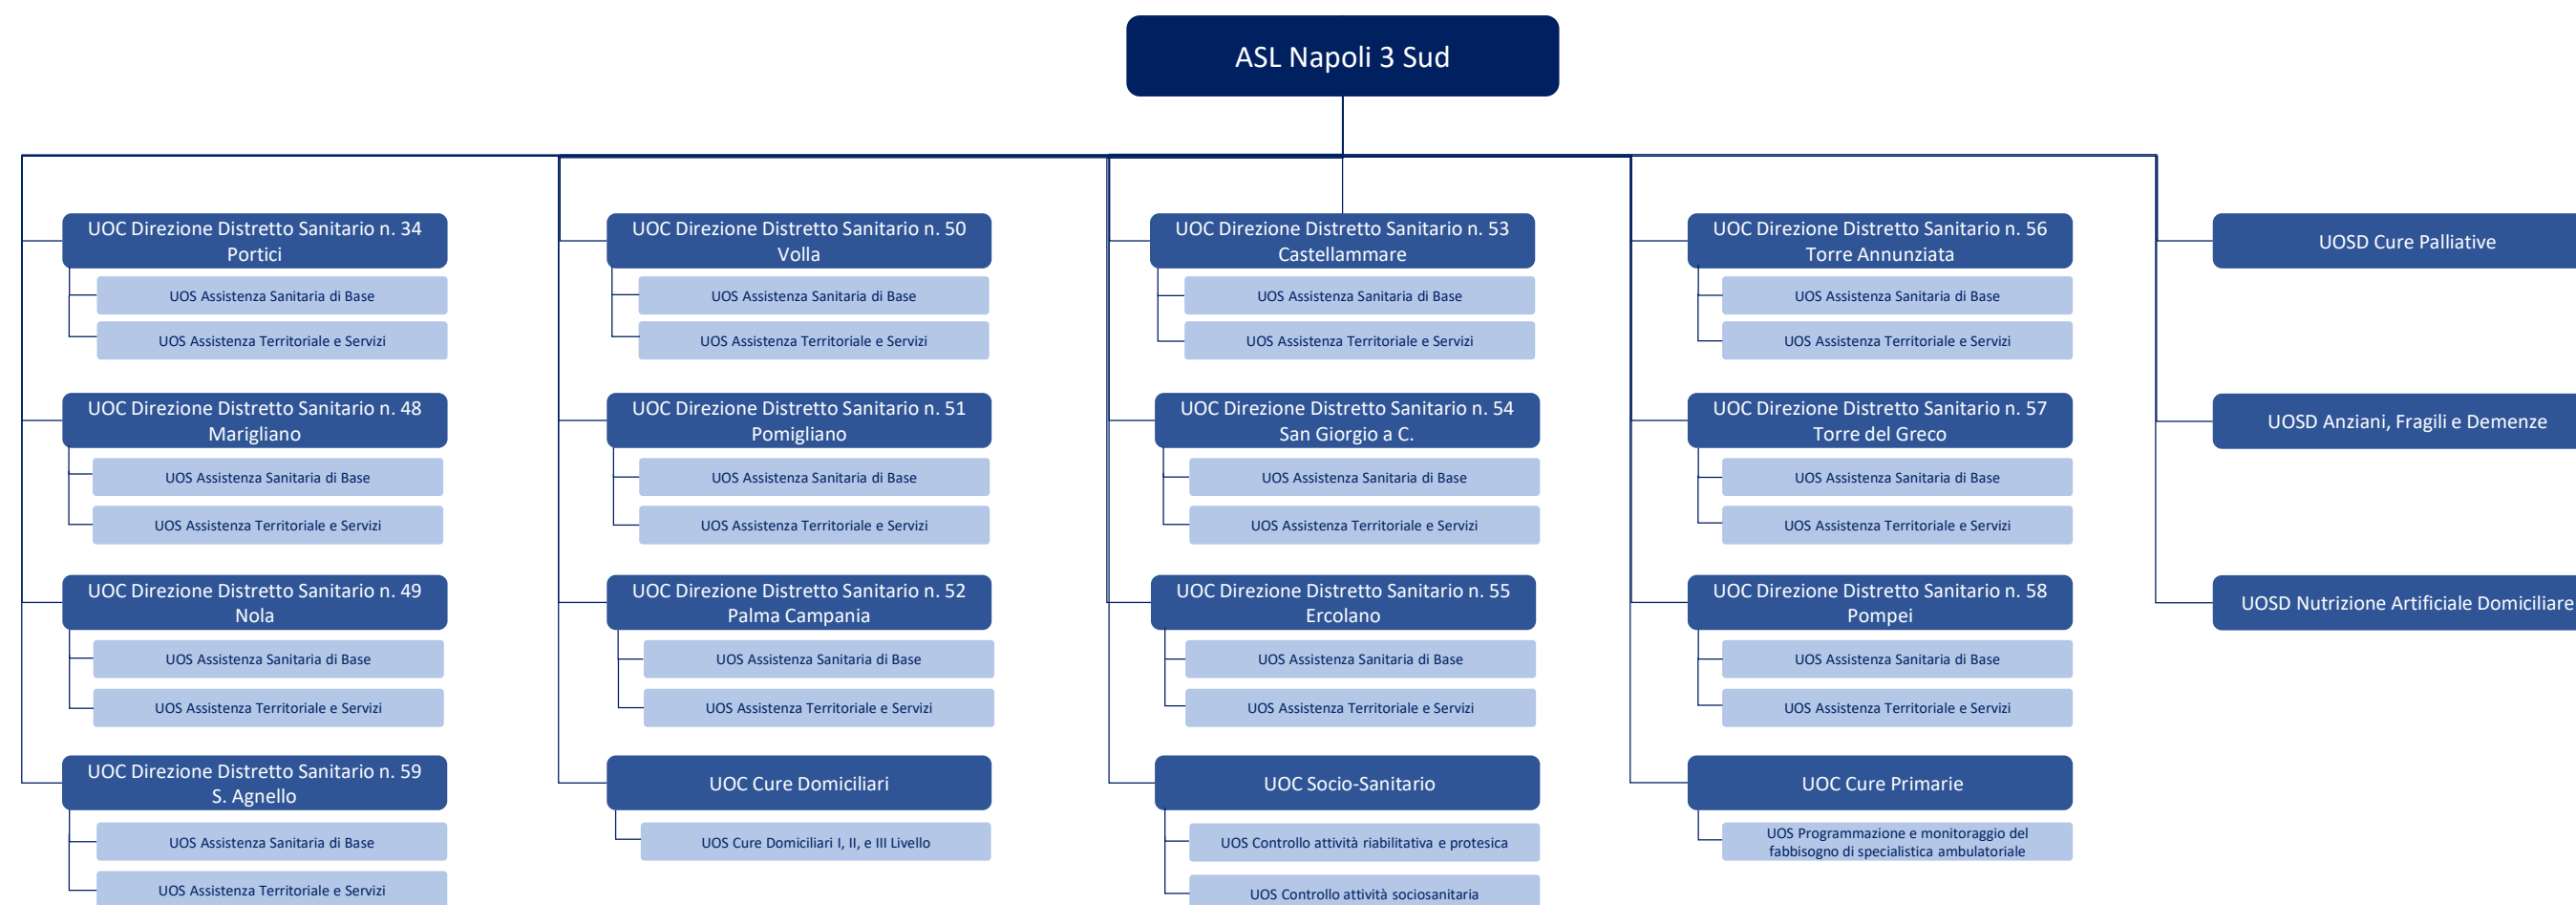 ASL Napoli 3 Sud
UOC Direzione Distretto Sanitario n. 34
Portici
UOS Assistenza Sanitaria di Base
UOS Assistenza Territoriale e Servizi
UOC Direzione Distretto Sanitario n. 48
Marigliano
UOS Assistenza Sanitaria di Base
UOS Assistenza Territoriale e Servizi
UOC Direzione Distretto Sanitario n. 49
Nola
UOS Assistenza Sanitaria di Base
UOS Assistenza Territoriale e Servizi
UOC Direzione Distretto Sanitario n. 59
S. Agnello
UOS Assistenza Sanitaria di Base
UOS Assistenza Territoriale e Servizi
UOC Direzione Distretto Sanitario n. 50
Volla
UOS Assistenza Sanitaria di Base
UOS Assistenza Territoriale e Servizi
UOC Direzione Distretto Sanitario n. 51
Pomigliano
UOS Assistenza Sanitaria di Base
UOS Assistenza Territoriale e Servizi
UOC Direzione Distretto Sanitario n. 52
Palma Campania
UOS Assistenza Sanitaria di Base
UOS Assistenza Territoriale e Servizi
UOC Cure Domiciliari
UOS Cure Domiciliari I, II, e III Livello
UOC Direzione Distretto Sanitario n. 53
Castellammare
UOS Assistenza Sanitaria di Base
UOS Assistenza Territoriale e Servizi
UOC Direzione Distretto Sanitario n. 54
San Giorgio a C.
UOS Assistenza Sanitaria di Base
UOS Assistenza Territoriale e Servizi
UOC Direzione Distretto Sanitario n. 55
Ercolano
UOS Assistenza Sanitaria di Base
UOS Assistenza Territoriale e Servizi
UOC Socio-Sanitario
UOS Controllo attività riabilitativa e protesica
UOS Controllo attività sociosanitaria
UOC Direzione Distretto Sanitario n. 56
Torre Annunziata
UOS Assistenza Sanitaria di Base
UOS Assistenza Territoriale e Servizi
UOC Direzione Distretto Sanitario n. 57
Torre del Greco
UOS Assistenza Sanitaria di Base
UOS Assistenza Territoriale e Servizi
UOC Direzione Distretto Sanitario n. 58
Pompei
UOS Assistenza Sanitaria di Base
UOS Assistenza Territoriale e Servizi
UOC Cure Primarie
UOS Programmazione e monitoraggio del
fabbisogno di specialistica ambulatoriale
UOSD Cure Palliative
UOSD Anziani, Fragili e Demenze
UOSD Nutrizione Artificiale Domiciliare